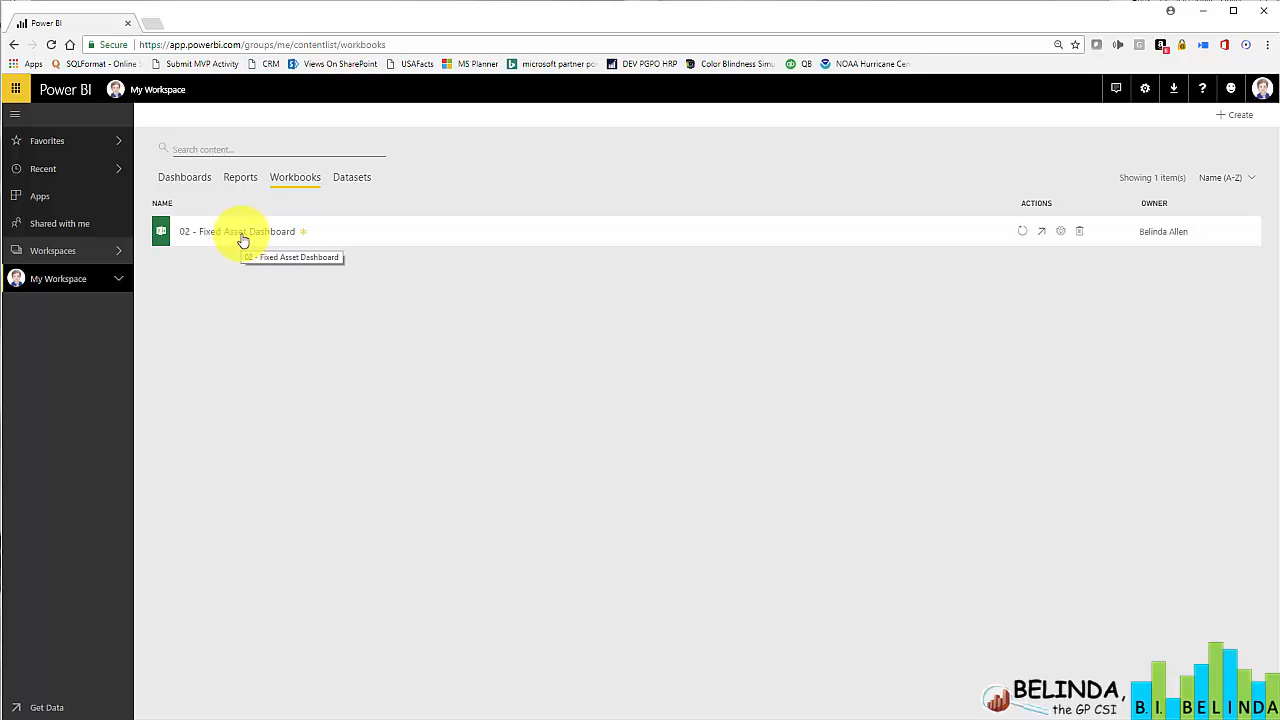 Power BI
Secure https://app.powerbi.com/groups/me/contentlist/workbooks
Apps SQLFormat - Online Submit MVP Activity CRM Views On SharePoint USAFacts MS Planner microsoft partner po DEV PGPO HRP Color Blindness Simu QB NOAA Hurricane Cen
Power BI My Workspace
+ Create
Favorites
Search content...
Recent
Dashboards Reports Workbooks Datasets Showing 1 item(s) Name (A-Z)
Apps
NAME ACTIONS OWNER
Shared with me
02 - Fixed Asset Dashboard Belinda Allen
Workspaces
02 - Fixed Asset Dashboard
My Workspace
Get Data
BELINDA,
the GP CSI
B. I. BELINDA